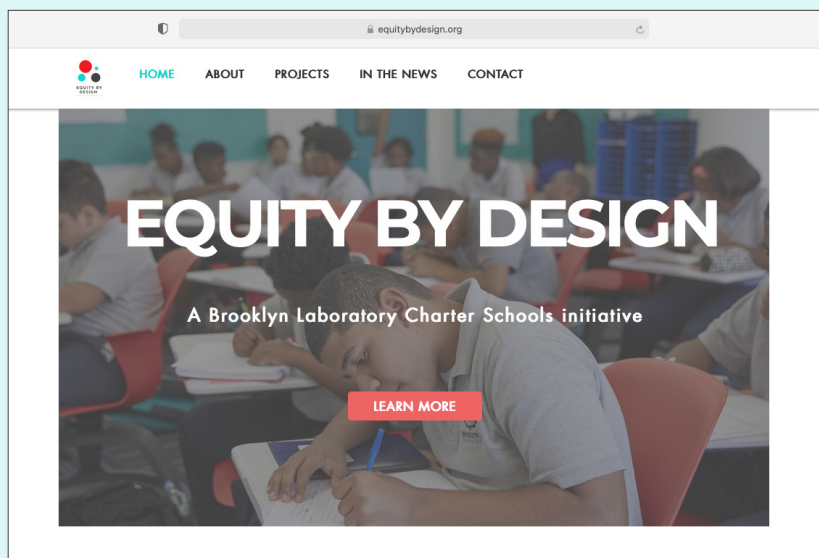 equitybydesign.org
EQUITY BY
DESIGN
HOME ABOUT PROJECTS IN THE NEWS CONTACT
EQUITY BY DESIGN
A Brooklyn Laboratory Charter Schools initiative
LEARN MORE